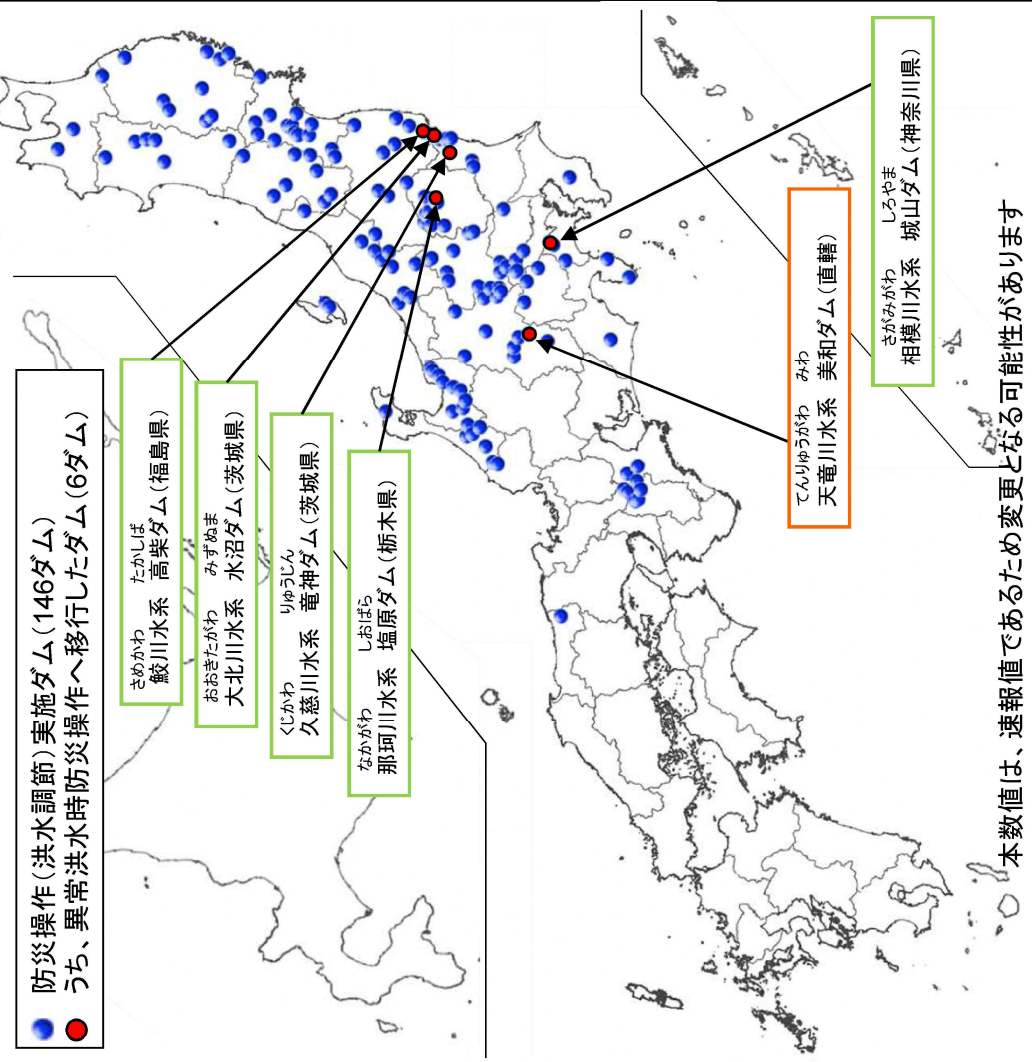 防災操作(洪水調節)実施ダム(146ダム)
うち、異常洪水時防災操作へ移行したダム(6ダム)
さめかわ たかしば
鮫川水系 高柴ダム(福島県)
おおきたがわ みずぬま
大北川水系 水沼ダム(茨城県)
くじかわ りゅうじん
久慈川水系 竜神ダム(茨城県)
なかがわ しおばら
那珂川水系 塩原ダム(栃木県)
てんりゅうがわ みわ
天竜川水系 美和ダム(直轄)
さがみがわ しろやま
相模川水系 城山ダム(神奈川県)
本数値は、速報値であるため変更となる可能性があります